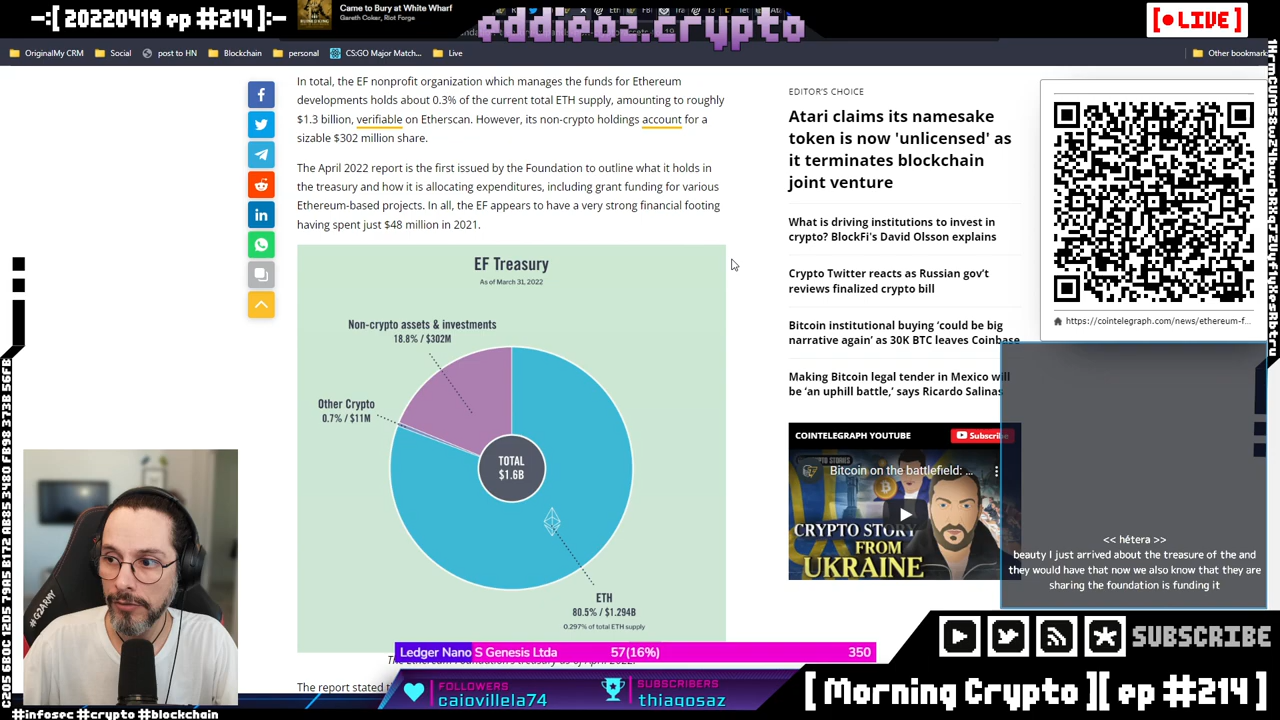 -:[ 20220419 ep #214 ]:-
Came to Bury at White Wharf
Gareth Coker, Riot Forge
eddieoz.crypto
[● LIVE]
OriginalMy CRM
Social
post to HN
Blockchain
personal
CS:GO Major Match...
Live
Other bookmark
In total, the EF nonprofit organization which manages the funds for Ethereum
developments holds about 0.3% of the current total ETH supply, amounting to roughly
$1.3 billion, verifiable on Etherscan. However, its non-crypto holdings account for a
sizable $302 million share.
The April 2022 report is the first issued by the Foundation to outline what it holds in
the treasury and how it is allocating expenditures, including grant funding for various
Ethereum-based projects. In all, the EF appears to have a very strong financial footing
having spent just $48 million in 2021.
EF Treasury
As of March 31, 2022
Non-crypto assets & investments
18.8% / $302M
Other Crypto
0.7% / $11M
TOTAL
$1.6B
ETH
80.5% / $1.294B
0.297% of total ETH supply
The Ethereum Foundation's treasury as of April 2022.
The report stated t
EDITOR'S CHOICE
Atari claims its namesake
token is now 'unlicensed' as
it terminates blockchain
joint venture
What is driving institutions to invest in
crypto? BlockFi's David Olsson explains
Crypto Twitter reacts as Russian gov't
reviews finalized crypto bill
Bitcoin institutional buying 'could be big
narrative again' as 30K BTC leaves Coinbase
Making Bitcoin legal tender in Mexico will
be 'an uphill battle,' says Ricardo Salinas
COINTELEGRAPH YOUTUBE
Subscribe
Bitcoin on the battlefield: ...
CRYPTO STORY
FROM
UKRAINE
https://cointelegraph.com/news/ethereum-f...
<< hétera >>
beauty I just arrived about the treasure of the and
they would have that now we also know that they are
sharing the foundation is funding it
Ledger Nano S Genesis Ltda
57(16%)
350
FOLLOWERS
caiovillela74
SUBSCRIBERS
thiagosaz
SUBSCRIBE
[ Morning Crypto ][ ep #214 ]
#infosec #crypto #blockchain